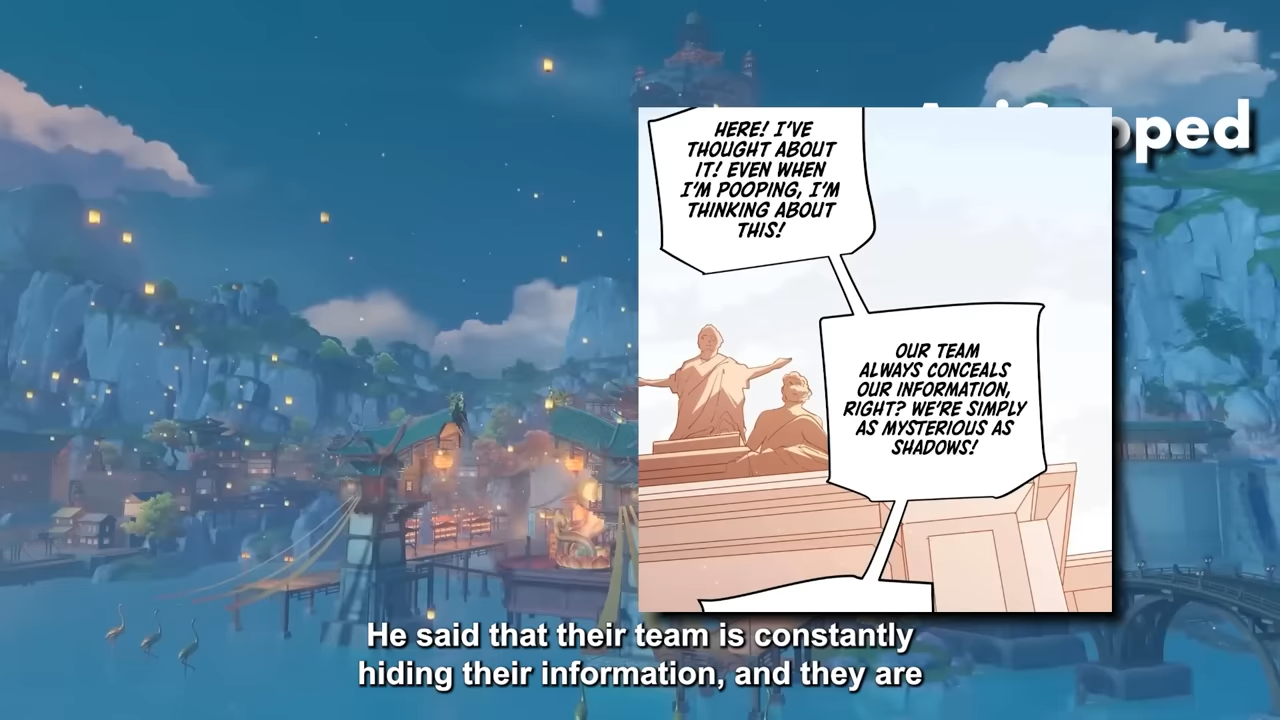 HERE! I'VE
THOUGHT ABOUT
IT! EVEN WHEN
I'M POOPING, I'M
THINKING ABOUT
THIS!
OUR TEAM
ALWAYS CONCEALS
OUR INFORMATION,
RIGHT? WE'RE SIMPLY
AS MYSTERIOUS AS
SHADOWS!
He said that their team is constantly
hiding their information, and they are